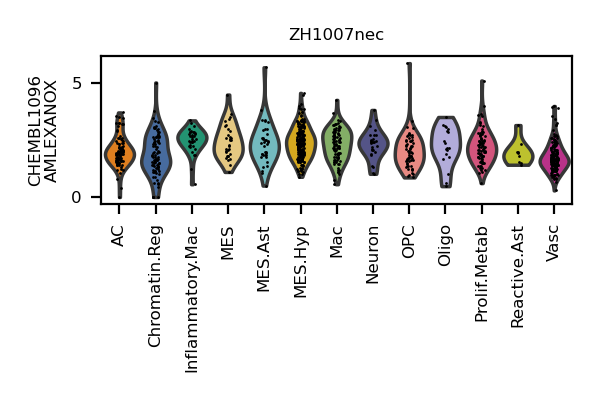 ZH1007nec
CHEMBL1096
AMLEXANOX
5
0
AC
Chromatin.Reg
Inflammatory.Mac
MES
MES.Ast
MES.Hyp
Mac
Neuron
OPC
Oligo
Prolif.Metab
Reactive.Ast
Vasc